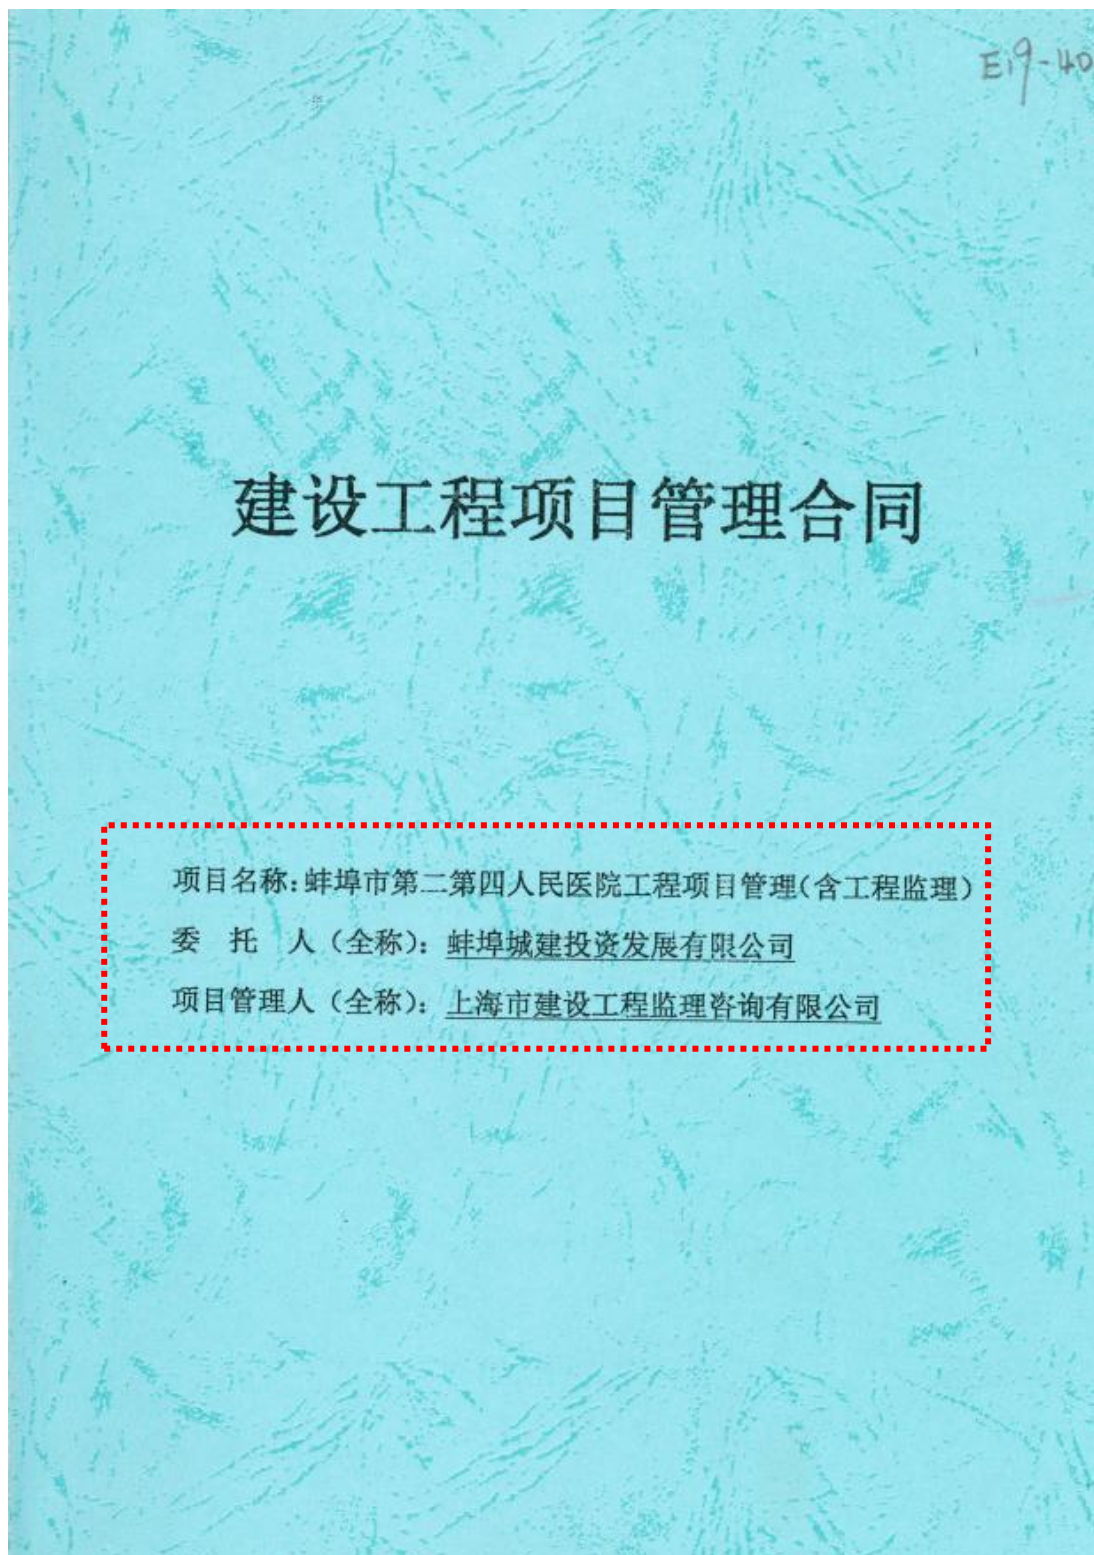 E19-40
建设工程项目管理合同
项目名称:蚌埠市第二第四人民医院工程项目管理(含工程监理)
委 托 人（全称）：蚌埠城建投资发展有限公司
项目管理人（全称）：上海市建设工程监理咨询有限公司